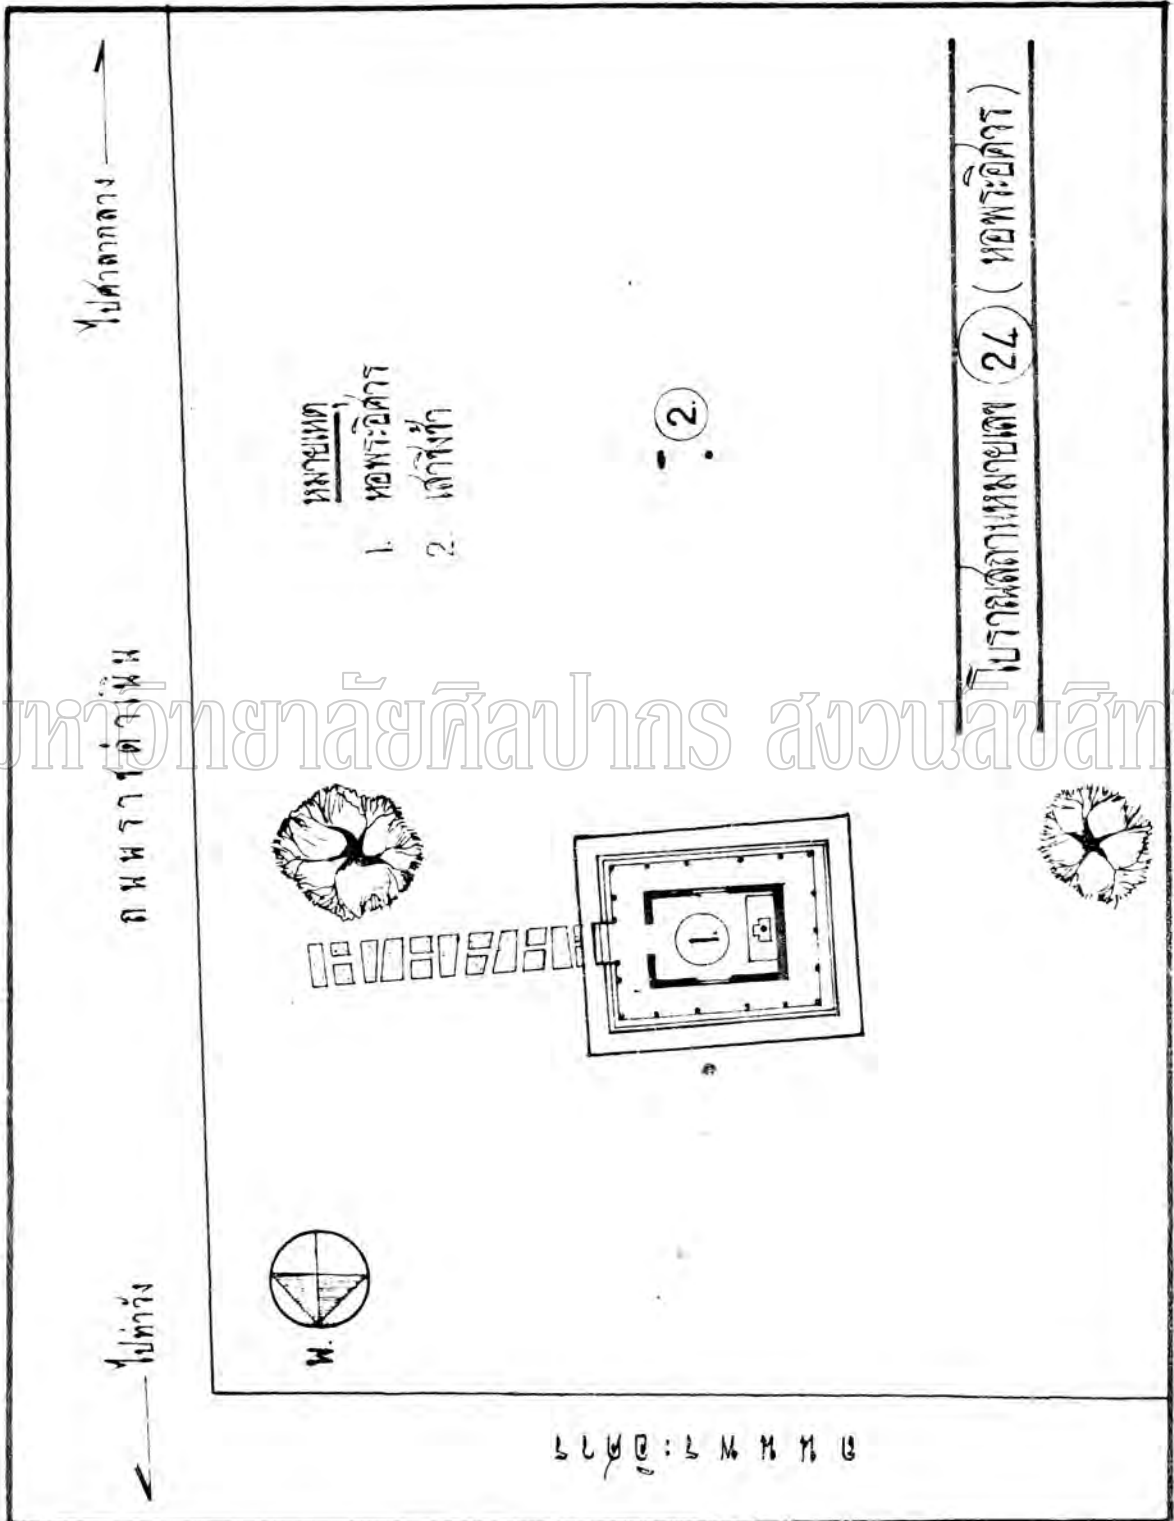 ไปศาลากลาง
ถนนราชดำเนิน
ไปท่าวัง
หมายเหตุ
1. หอพระอิศวร
2. เสาชิงช้า
2.
1.
น.
ถนนพระอิศวร
โบราณสถานหมายเลข 24 (หอพระอิศวร)
มหาวิทยาลัยศิลปากร สงวนลิขสิท